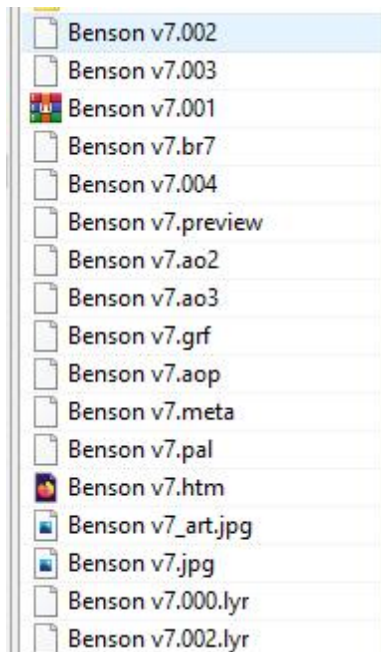 Benson v7.002
Benson v7.003
Benson v7.001
Benson v7.br7
Benson v7.004
Benson v7.preview
Benson v7.ao2
Benson v7.ao3
Benson v7.grf
Benson v7.aop
Benson v7.meta
Benson v7.pal
Benson v7.htm
Benson v7_art.jpg
Benson v7.jpg
Benson v7.000.lyr
Benson v7.002.lyr